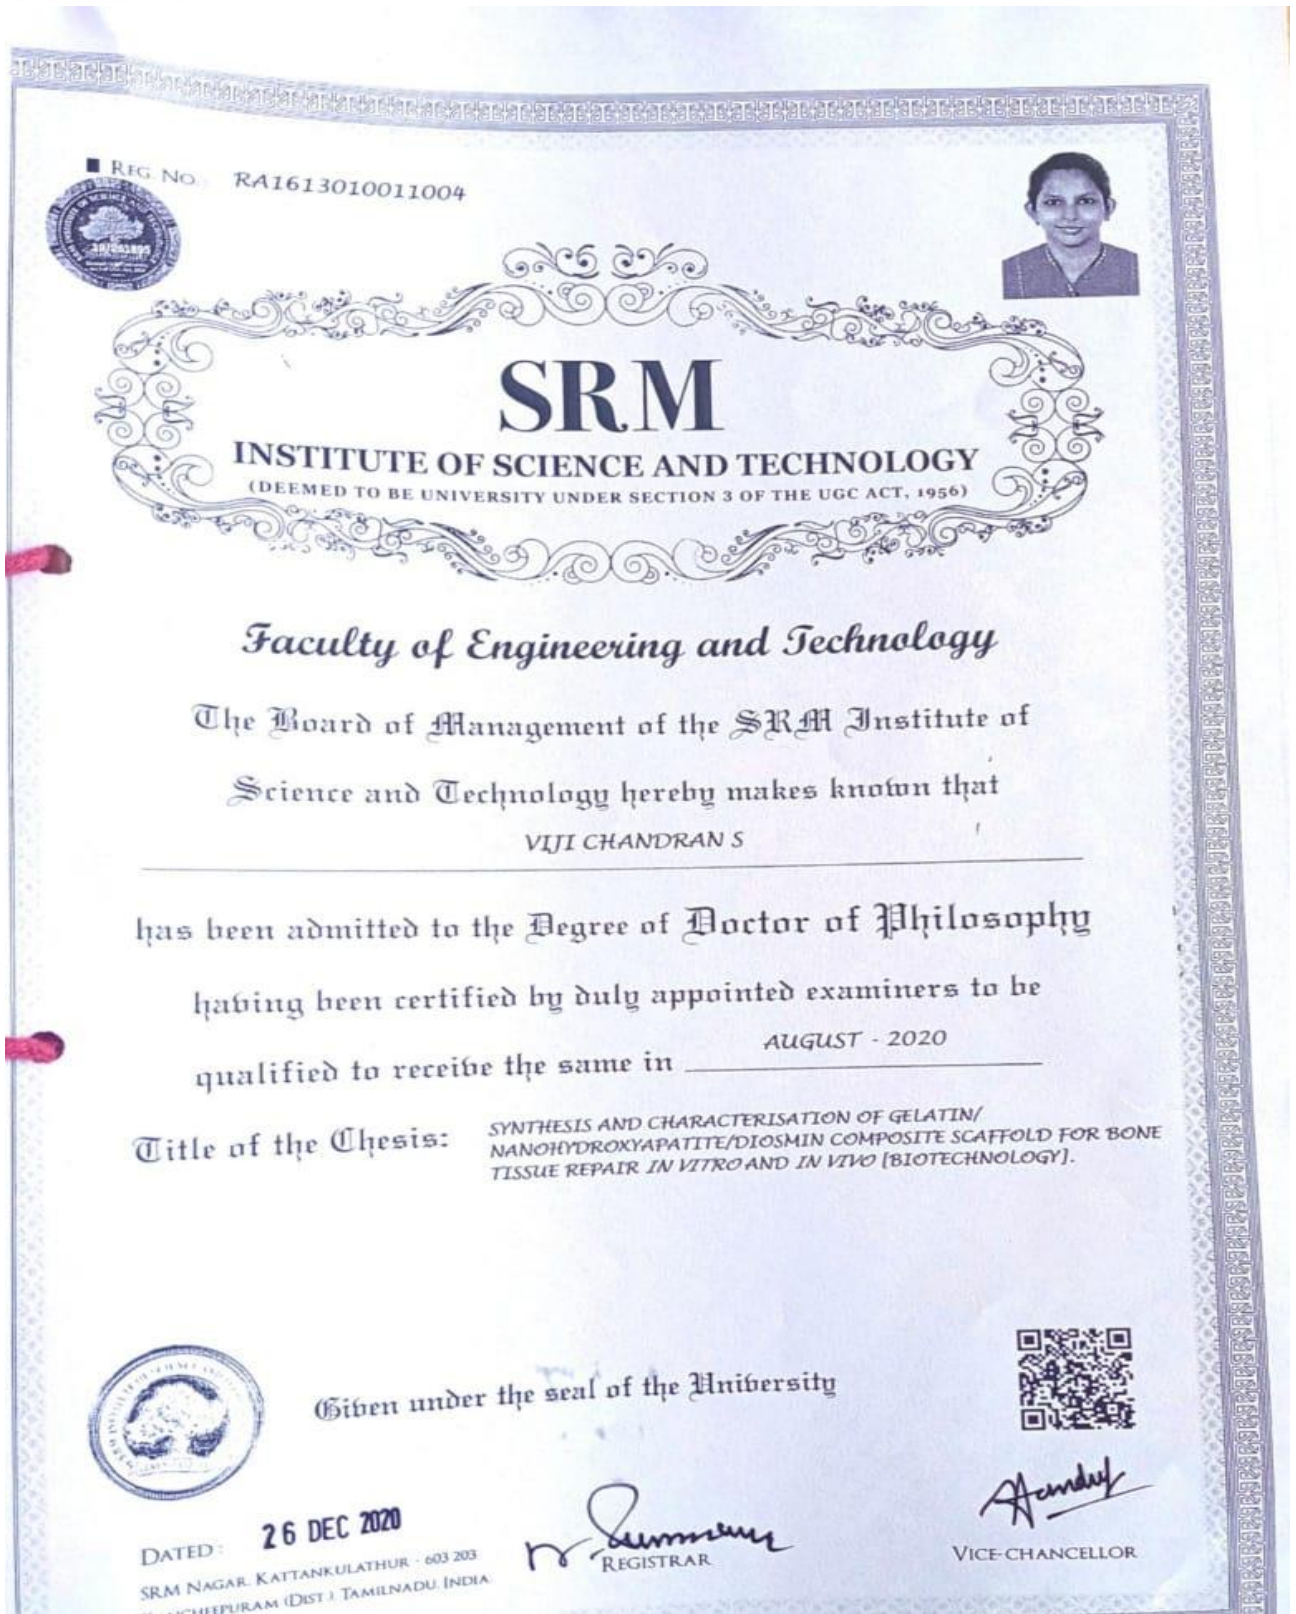 REG. NO. RA1613010011004
SRM
INSTITUTE OF SCIENCE AND TECHNOLOGY
(DEEMED TO BE UNIVERSITY UNDER SECTION 3 OF THE UGC ACT, 1956)
Faculty of Engineering and Technology
The Board of Management of the SRM Institute of
Science and Technology hereby makes known that
VIJI CHANDRAN S
has been admitted to the Degree of Doctor of Philosophy
having been certified by duly appointed examiners to be
qualified to receive the same in AUGUST - 2020
Title of the Thesis: SYNTHESIS AND CHARACTERISATION OF GELATIN/
NANOHYDROXYAPATITE/DIOSMIN COMPOSITE SCAFFOLD FOR BONE
TISSUE REPAIR IN VITRO AND IN VIVO [BIOTECHNOLOGY].
Given under the seal of the University
DATED: 26 DEC 2020
REGISTRAR
VICE-CHANCELLOR
SRM NAGAR, KATTANKULATHUR - 603 203
(DIST.) TAMILNADU, INDIA